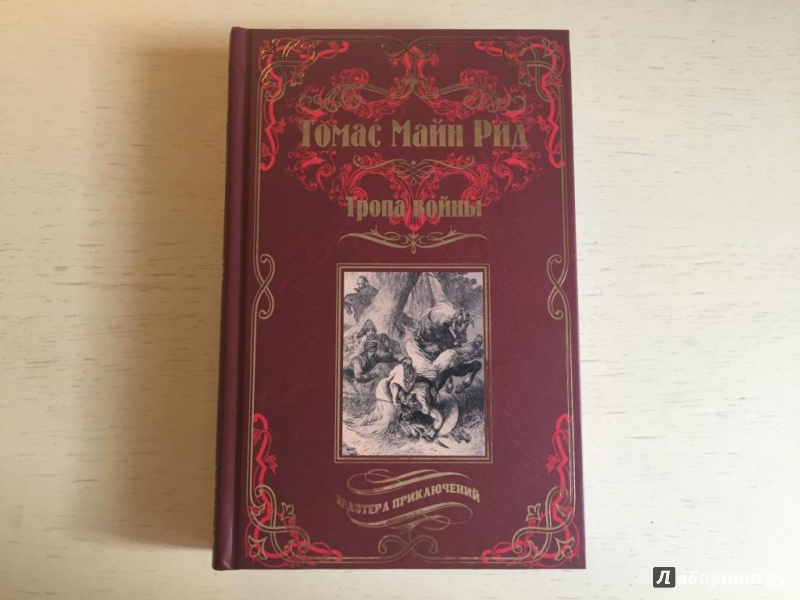 Томас Майн Рид
Тропа войны
МАСТЕРА ПРИКЛЮЧЕНИЙ
Лабиринт.ру